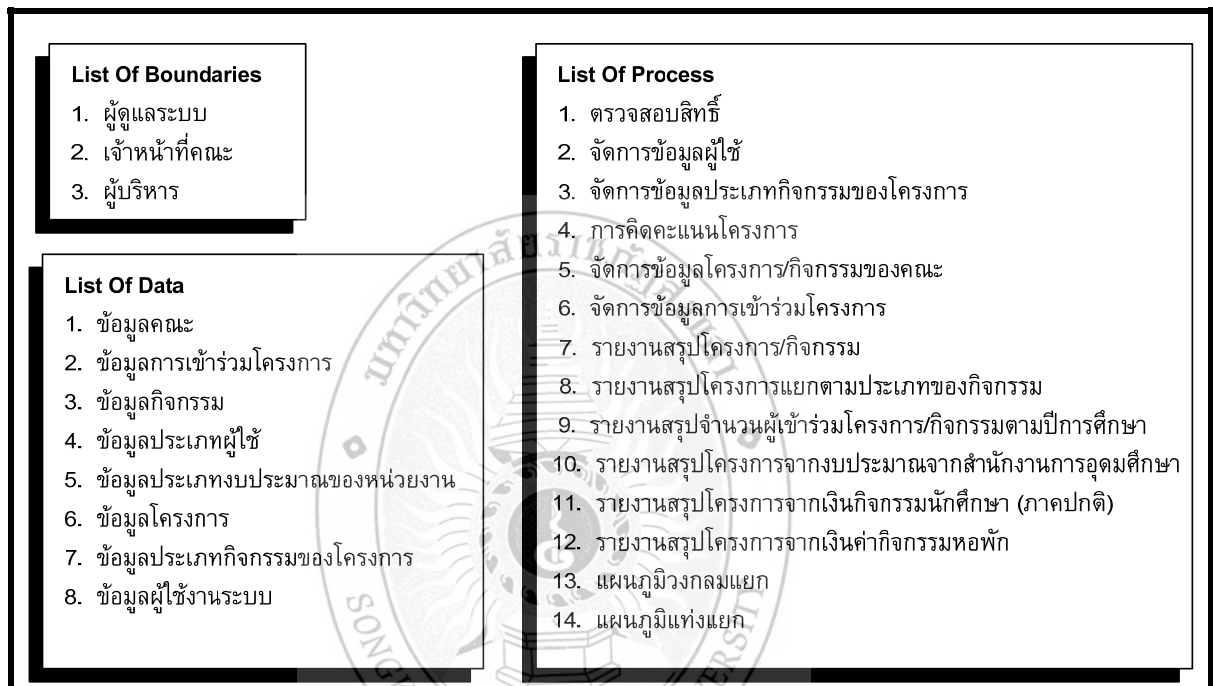 List Of Boundaries
1. ผู้ดูแลระบบ
2. เจ้าหน้าที่คณะ
3. ผู้บริหาร
List Of Data
1. ข้อมูลคณะ
2. ข้อมูลการเข้าร่วมโครงการ
3. ข้อมูลกิจกรรม
4. ข้อมูลประเภทผู้ใช้
5. ข้อมูลประเภทงบประมาณของหน่วยงาน
6. ข้อมูลโครงการ
7. ข้อมูลประเภทกิจกรรมของโครงการ
8. ข้อมูลผู้ใช้งานระบบ
List Of Process
1. ตรวจสอบสิทธิ์
2. จัดการข้อมูลผู้ใช้
3. จัดการข้อมูลประเภทกิจกรรมของโครงการ
4. การคิดคะแนนโครงการ
5. จัดการข้อมูลโครงการ/กิจกรรมของคณะ
6. จัดการข้อมูลการเข้าร่วมโครงการ
7. รายงานสรุปโครงการ/กิจกรรม
8. รายงานสรุปโครงการแยกตามประเภทของกิจกรรม
9. รายงานสรุปจำนวนผู้เข้าร่วมโครงการ/กิจกรรมตามปีการศึกษา
10. รายงานสรุปโครงการจากงบประมาณจากสำนักงานการอุดมศึกษา
11. รายงานสรุปโครงการจากเงินกิจกรรมนักศึกษา (ภาคปกติ)
12. รายงานสรุปโครงการจากเงินค่ากิจกรรมหอพัก
13. แผนภูมิวงกลมแยก
14. แผนภูมิแท่งแยก